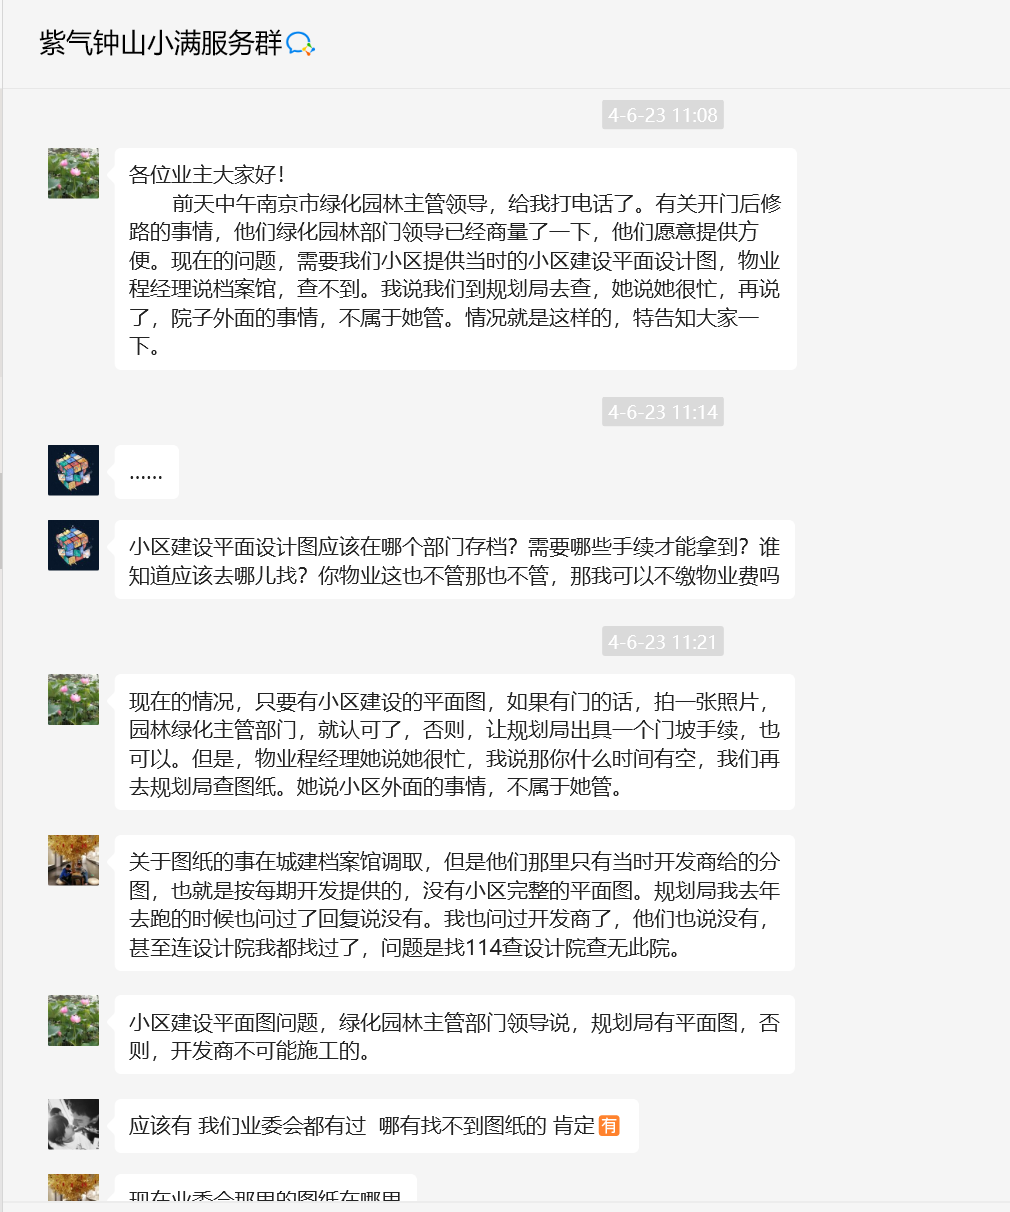 紫气钟山小满服务群
4-6-23 11:08
各位业主大家好！
前天中午南京市绿化园林主管领导，给我打电话了。有关开门后修
路的事情，他们绿化园林部门领导已经商量了一下，他们愿意提供方
便。现在的问题，需要我们小区提供当时的小区建设平面设计图，物业
程经理说档案馆，查不到。我说我们到规划局去查，她说她很忙，再说
了，院子外面的事情，不属于她管。情况就是这样的，特告知大家一
下。
4-6-23 11:14
......
小区建设平面设计图应该在哪个部门存档？需要哪些手续才能拿到？谁
知道应该去哪儿找？你物业这也不管那也不管，那我可以不缴物业费吗
4-6-23 11:21
现在的情况，只要有小区建设的平面图，如果有门的话，拍一张照片，
园林绿化主管部门，就认可了，否则，让规划局出具一个门坡手续，也
可以。但是，物业程经理她说她很忙，我说那你什么时间有空，我们再
去规划局查图纸。她说小区外面的事情，不属于她管。
关于图纸的事在城建档案馆调取，但是他们那里只有当时开发商给的分
图，也就是按每期开发提供的，没有小区完整的平面图。规划局我去年
去跑的时候也问过了回复说没有。我也问过开发商了，他们也说没有，
甚至连设计院我都找过了，问题是找114查设计院查无此院。
小区建设平面图问题，绿化园林主管部门领导说，规划局有平面图，否
则，开发商不可能施工的。
应该有 我们业委会都有过 哪有找不到图纸的 肯定有
现在业委会那里的图纸在哪里